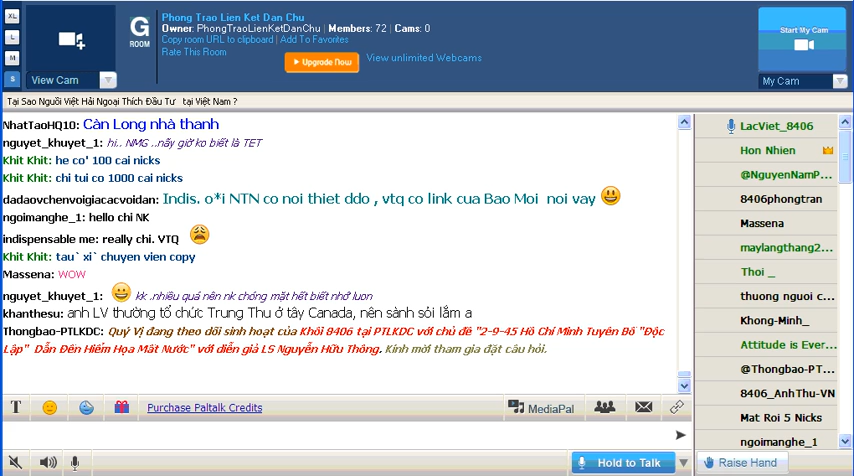 XL
L
M
S
View Cam
G
ROOM
Phong Trao Lien Ket Dan Chu
Owner: PhongTraoLienKetDanChu | Members: 72 | Cams: 0
Copy room URL to clipboard | Add To Favorites
Rate This Room
Upgrade Now
View unlimited Webcams
Start My Cam
My Cam
Tại Sao Nguời Việt Hải Ngoại Thích Đầu Tư tại Việt Nam ?
NhatTaoHQ10: Càn Long nhà thanh
nguyet_khuyet_1: hi.. NMG ..nãy giờ ko biết là TET
Khit Khit: he co' 100 cai nicks
Khit Khit: chi tui co 1000 cai nicks
dadaovchenvoigiacacvoidan: Indis. o*i NTN co noi thiet ddo , vtq co link cua Bao Moi noi vay
ngoimanghe_1: hello chi NK
indispensable me: really chi. VTQ
Khit Khit: tau` xi` chuyen vien copy
Massena: WOW
nguyet_khuyet_1: kk .nhiều quá nên nk chóng mặt hết biết nhớ luon
khanthesu: anh LV thường tổ chức Trung Thu ở tây Canada, nên sành sỏi lắm a
Thongbao-PTLKDC: Quý Vị đang theo dõi sinh hoạt của Khối 8406 tại PTLKDC với chủ đề "2-9-45 Hồ Chí Minh Tuyên Bố "Độc
Lập" Dẫn Đến Hiểm Họa Mất Nước" với diễn giả LS Nguyễn Hữu Thống. Kính mời tham gia đặt câu hỏi.
LacViet_8406
Hon Nhien
@NguyenNamP...
8406phongtran
Massena
maylangthang2...
Thoi _
thuong nguoi c...
Khong-Minh_
Attitude is Ever...
@Thongbao-PT...
8406_AnhThu-VN
Mat Roi 5 Nicks
ngoimanghe_1
T
Purchase Paltalk Credits
MediaPal
Hold to Talk
Raise Hand